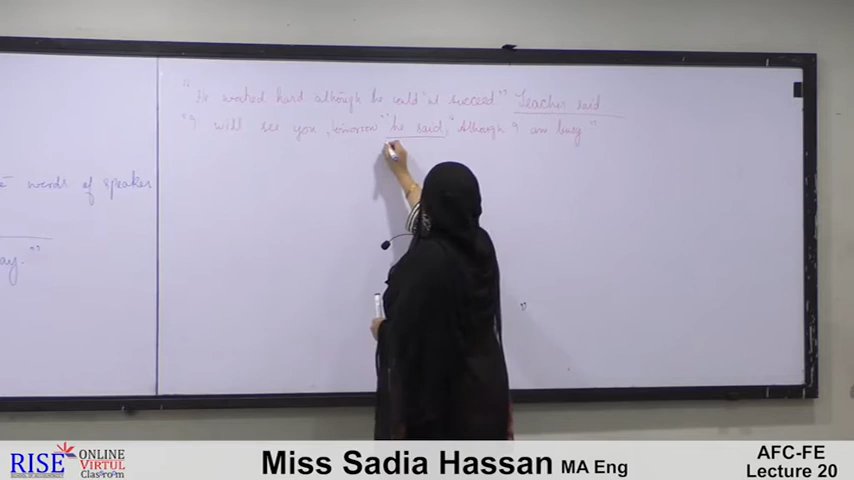 "He worked hard although he could'nt succeed" Teacher said
"I will see you, tomorrow" he said, "Although I am busy"
words of speaker
ay."
"
RISE ONLINE
VIRTUL
Classroom
Miss Sadia Hassan MA Eng
AFC-FE
Lecture 20